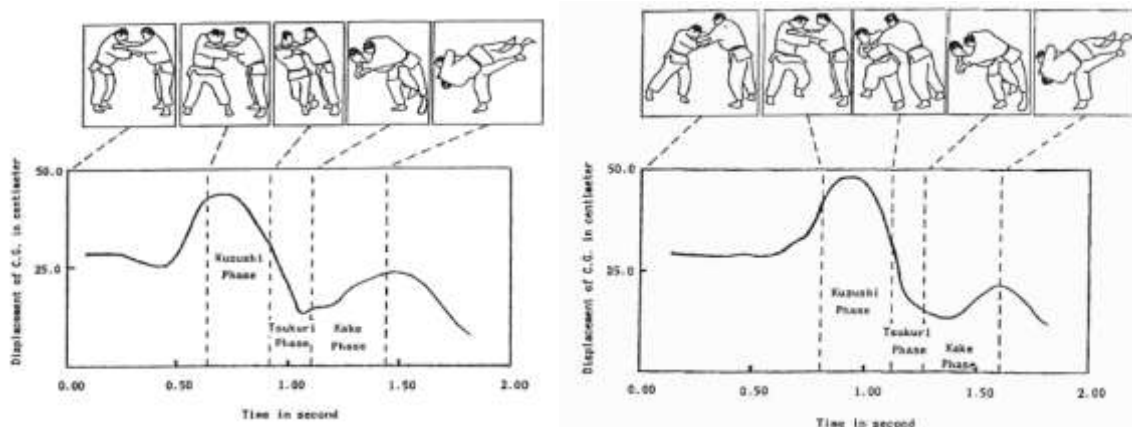 Displacement of C.G. in centimeter
50.0
25.0
Kuzushi
Phase
Tsukuri
Phase
Kake
Phase
0.00 0.50 1.00 1.50 2.00
Time in second
Displacement of C.G. in centimeter
50.0
25.0
Kuzushi
Phase
Tsukuri
Phase
Kake
Phase
0.00 0.50 1.00 1.50 2.00
Time in second